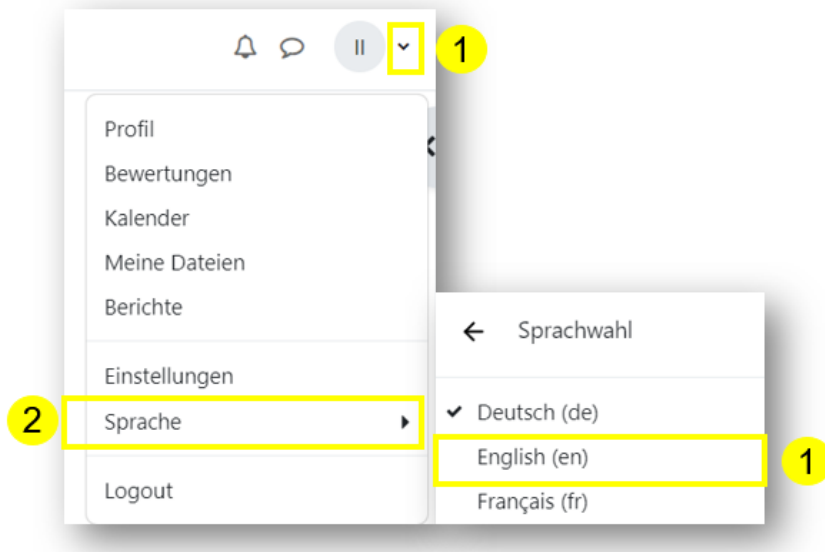 II
1
Profil
Bewertungen
Kalender
Meine Dateien
Berichte
Einstellungen
2
Sprache
Logout
Sprachwahl
Deutsch (de)
English (en)
1
Français (fr)